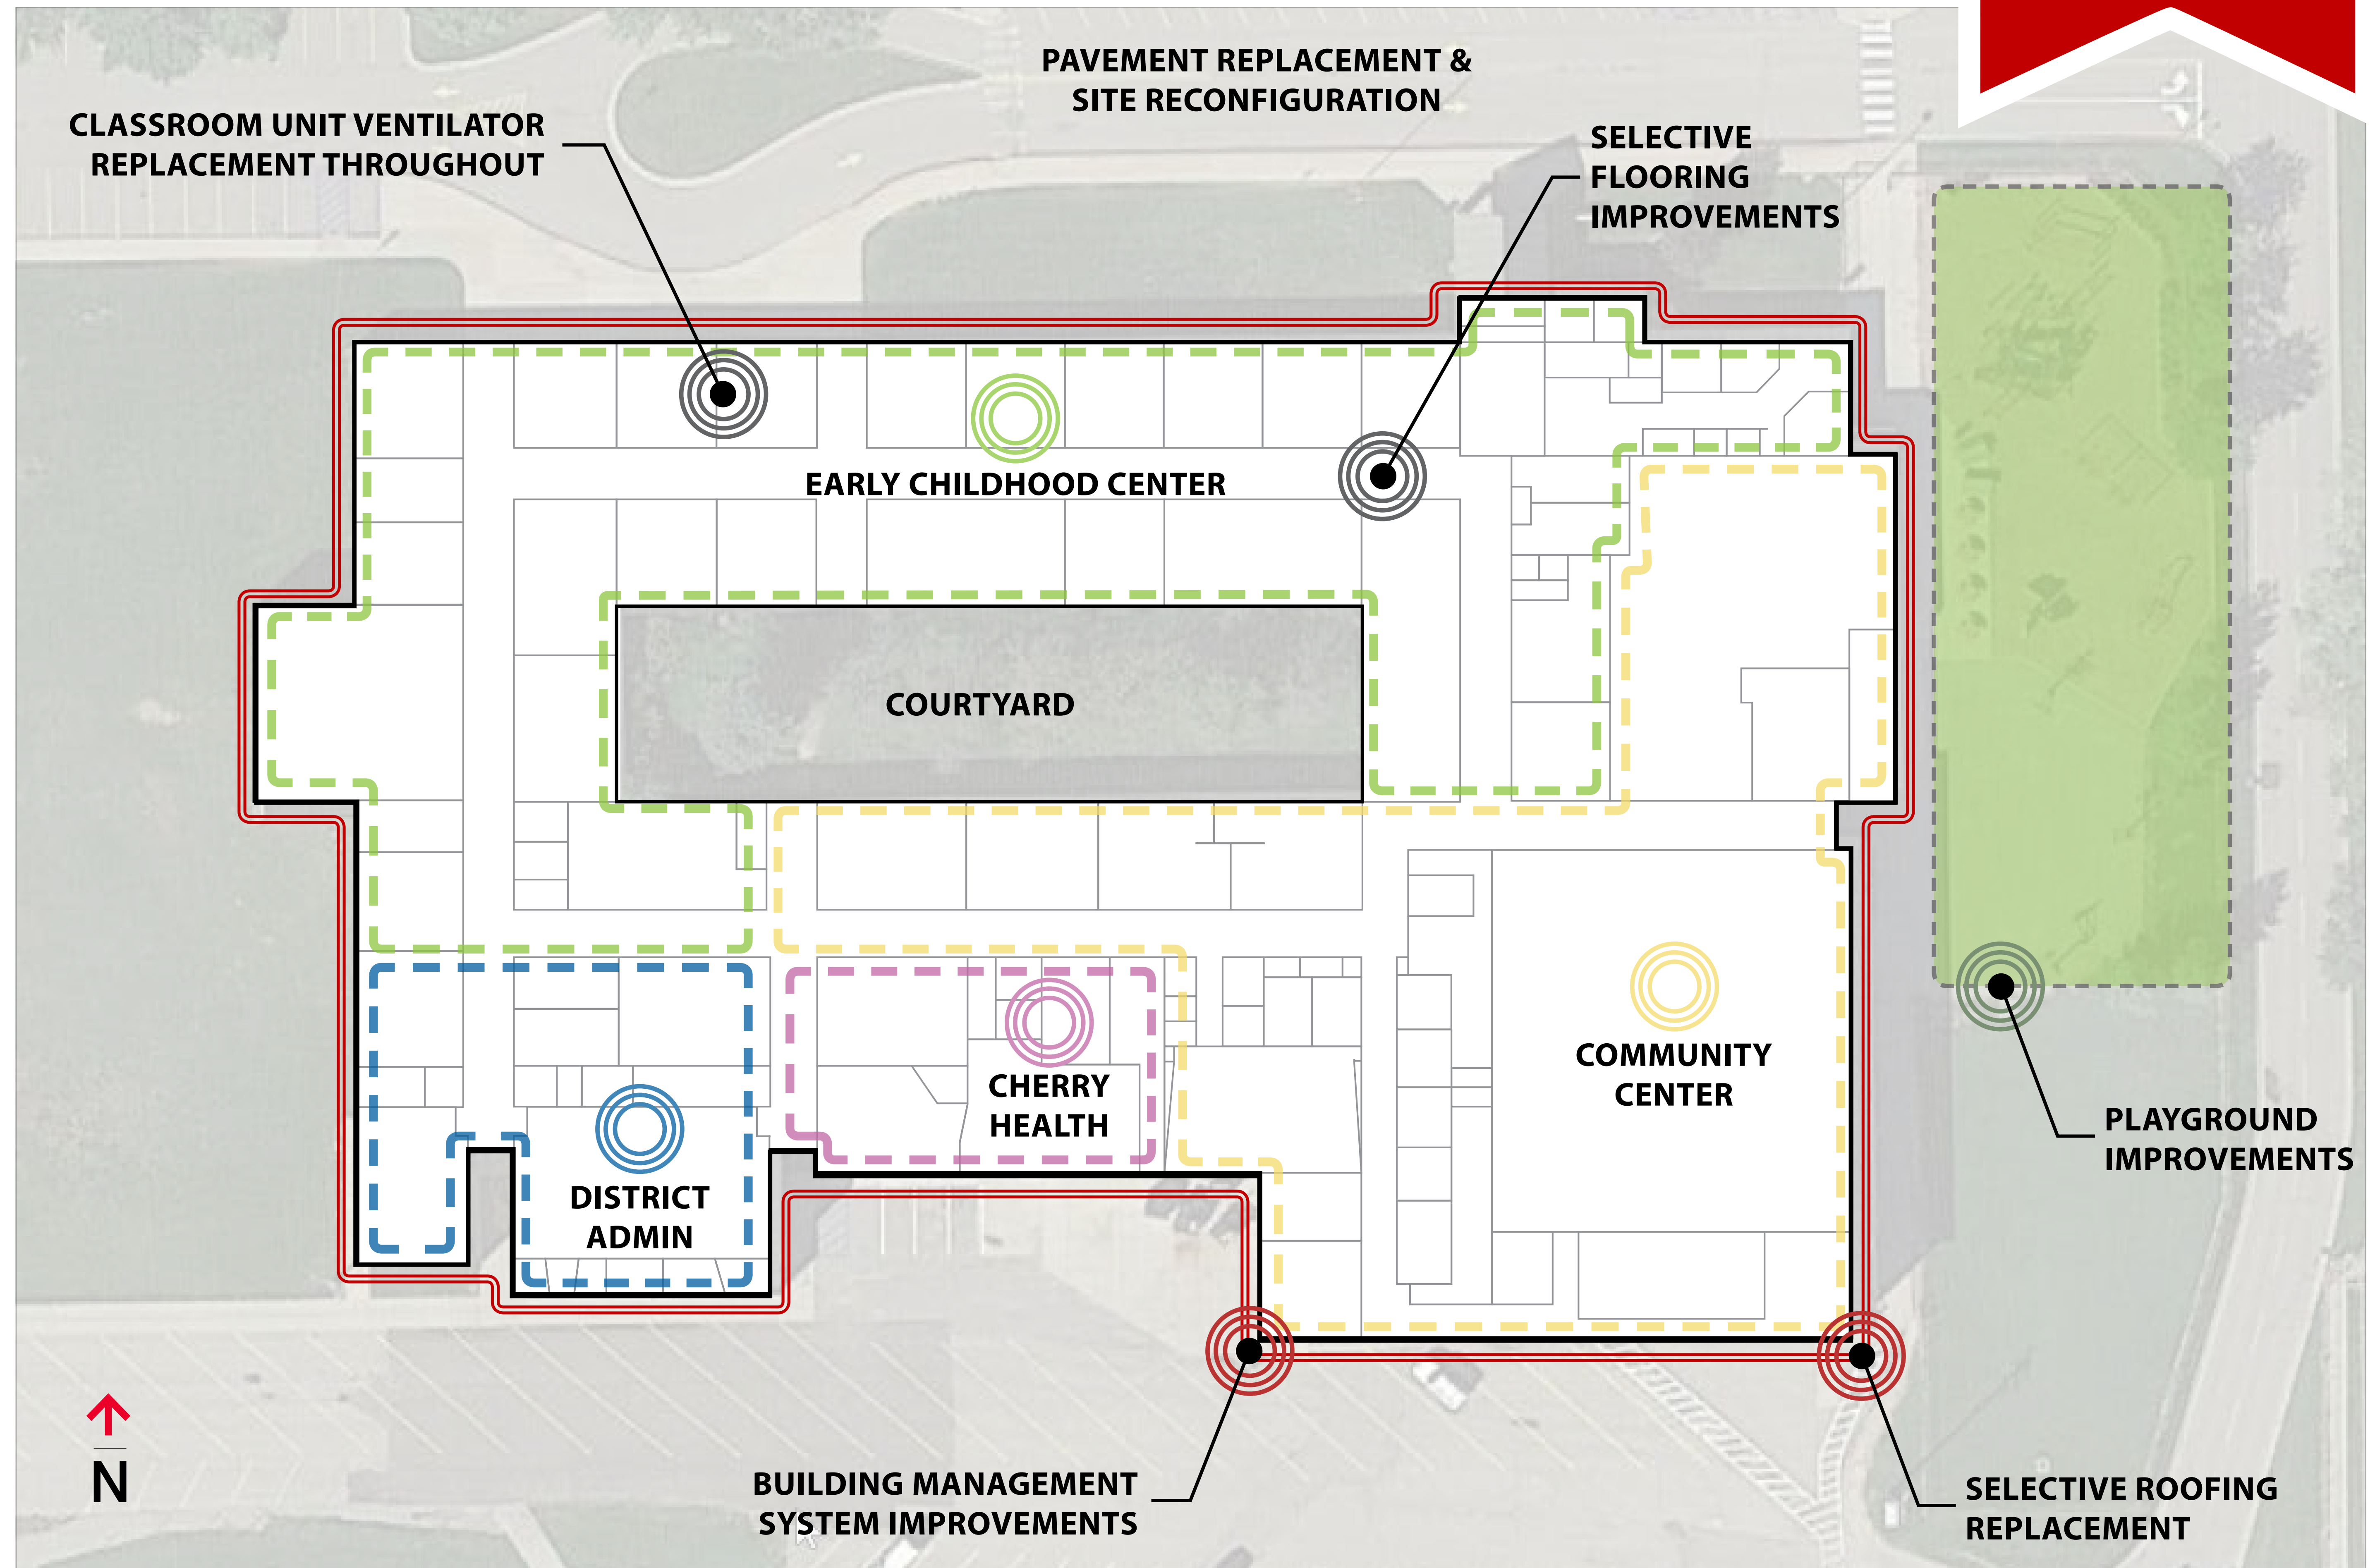 PAVEMENT REPLACEMENT &
SITE RECONFIGURATION
CLASSROOM UNIT VENTILATOR
REPLACEMENT THROUGHOUT
SELECTIVE
FLOORING
IMPROVEMENTS
EARLY CHILDHOOD CENTER
COURTYARD
COMMUNITY
CENTER
CHERRY
HEALTH
DISTRICT
ADMIN
PLAYGROUND
IMPROVEMENTS
N
BUILDING MANAGEMENT
SYSTEM IMPROVEMENTS
SELECTIVE ROOFING
REPLACEMENT